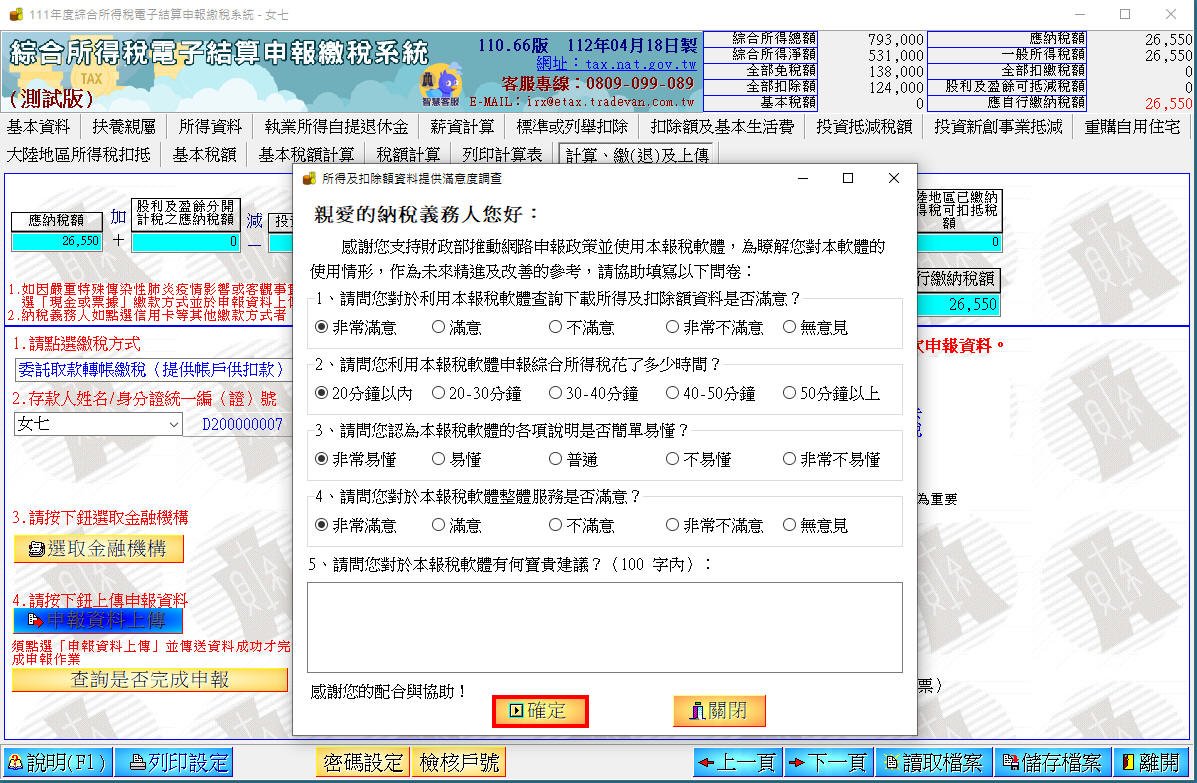 111年度綜合所得稅電子結算申報繳稅系統 - 女七
綜合所得稅電子結算申報繳稅系統
(測試版)
TAX
110.66版 112年04月18日製
網址：tax.nat.gov.tw
客服專線：0809-099-089
E-MAIL：irx@etax.tradevan.com.tw
智慧客服
綜合所得總額 793,000 應納稅額 26,550
綜合所得淨額 531,000 一般所得稅額 26,550
全部免稅額 138,000 全部扣繳稅額 0
全部扣除額 124,000 股利及盈餘可抵減稅額 0
基本稅額 0 應自行繳納稅額 26,550
基本資料 扶養親屬 所得資料 執業所得自提退休金 薪資計算 標準或列舉扣除 扣除額及基本生活費 投資抵減稅額 投資新創事業抵減 重購自用住宅
大陸地區所得稅扣抵 基本稅額 基本稅額計算 稅額計算 列印計算表 計算、繳(退)及上傳
應納稅額
26,550
加
＋
股利及盈餘分開
計稅之應納稅額
0
減
－
投
陸地區已繳納
得稅可扣抵稅
額
0
行繳納稅額
26,550
1.如因嚴重特殊傳染性肺炎疫情影響或客觀事
選「現金或票據」繳款方式並於申報資料上
2.納稅義務人如點選信用卡等其他繳款方式者
1.請點選繳稅方式
委託取款轉帳繳稅（提供帳戶供扣款）
2.存款人姓名/身分證統一編（證）號
女七 D200000007
3.請按下鈕選取金融機構
選取金融機構
4.請按下鈕上傳申報資料
申報資料上傳
須點選「申報資料上傳」並傳送資料成功才完
成申報作業
查詢是否完成申報
申報資料。
為重要
票）
所得及扣除額資料提供滿意度調查
親愛的納稅義務人您好：
感謝您支持財政部推動網路申報政策並使用本報稅軟體，為瞭解您對本軟體的
使用情形，作為未來精進及改善的參考，請協助填寫以下問卷：
1、請問您對於利用本報稅軟體查詢下載所得及扣除額資料是否滿意？
非常滿意 滿意 不滿意 非常不滿意 無意見
2、請問您利用本報稅軟體申報綜合所得稅花了多少時間？
20分鐘以內 20-30分鐘 30-40分鐘 40-50分鐘 50分鐘以上
3、請問您認為本報稅軟體的各項說明是否簡單易懂？
非常易懂 易懂 普通 不易懂 非常不易懂
4、請問您對於本報稅軟體整體服務是否滿意？
非常滿意 滿意 不滿意 非常不滿意 無意見
5、請問您對於本報稅軟體有何寶貴建議？（100 字內）：
感謝您的配合與協助！
確定 關閉
說明(F1) 列印設定 密碼設定 檢核戶號 上一頁 下一頁 讀取檔案 儲存檔案 離開